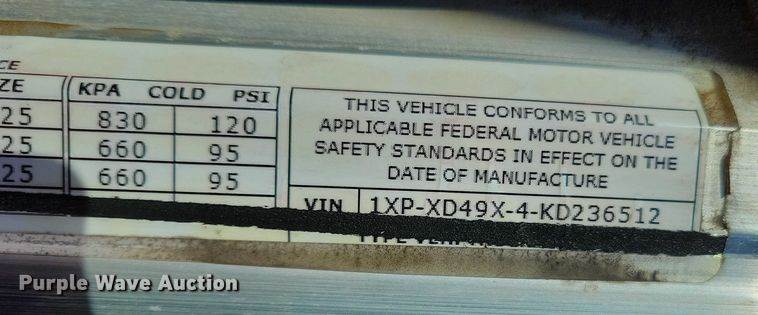 CE
ZE
KPA COLD PSI
25 830 120
25 660 95
25 660 95
THIS VEHICLE CONFORMS TO ALL
APPLICABLE FEDERAL MOTOR VEHICLE
SAFETY STANDARDS IN EFFECT ON THE
DATE OF MANUFACTURE
VIN 1XP-XD49X-4-KD236512
Purple Wave Auction